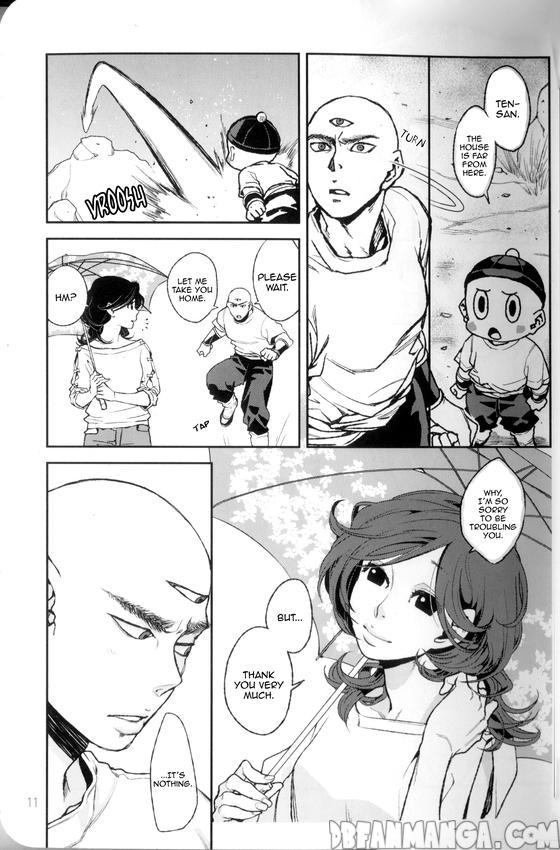 TEN-
SAN.
THE
HOUSE
IS FAR
FROM
HERE.
TURN
VROOSH
PLEASE
WAIT.
LET ME
TAKE YOU
HOME.
HM?
TAP
WHY,
I'M SO
SORRY
TO BE
TROUBLING
YOU.
BUT...
THANK
YOU VERY
MUCH.
...IT'S
NOTHING.
11
DBFANMANGA.COM